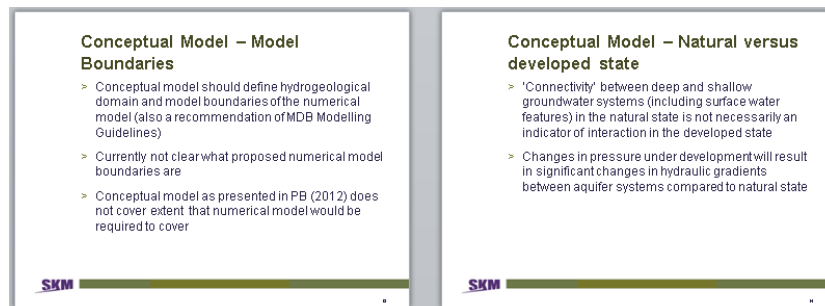 Conceptual Model – Model
Boundaries
> Conceptual model should define hydrogeological
domain and model boundaries of the numerical
model (also a recommendation of MDB Modelling
Guidelines)
> Currently not clear what proposed numerical model
boundaries are
> Conceptual model as presented in PB (2012) does
not cover extent that numerical model would be
required to cover
SKM
Conceptual Model – Natural versus
developed state
> 'Connectivity' between deep and shallow
groundwater systems (including surface water
features) in the natural state is not necessarily an
indicator of interaction in the developed state
> Changes in pressure under development will result
in significant changes in hydraulic gradients
between aquifer systems compared to natural state
SKM